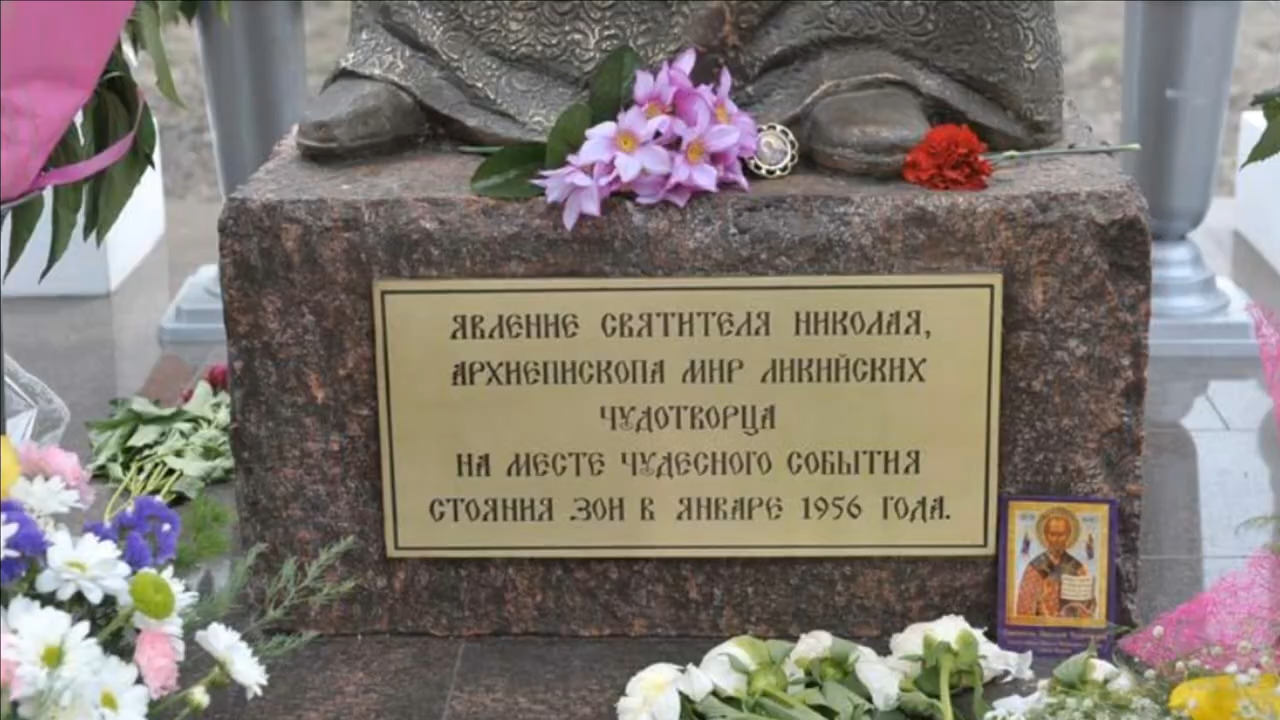 ЯВЛЕНИЕ СВЯТИТЕЛЯ НИКОЛАЯ,
АРХИЕПИСКОПА МИР ЛИКИЙСКИХ
ЧУДОТВОРЦА
НА МЕСТЕ ЧУДЕСНОГО СОБЫТИЯ
СТОЯНИЯ ЗОИ В ЯНВАРЕ 1956 ГОДА.